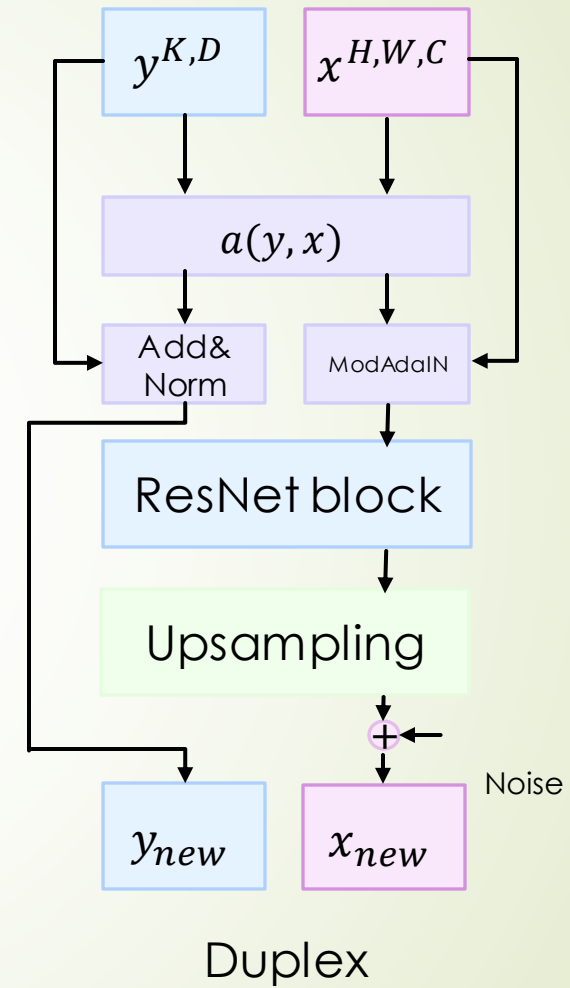 y^{K,D}
x^{H,W,C}
a(y, x)
Add&
Norm
ModAdaIN
ResNet block
Upsampling
+
Noise
y_{new}
x_{new}
Duplex